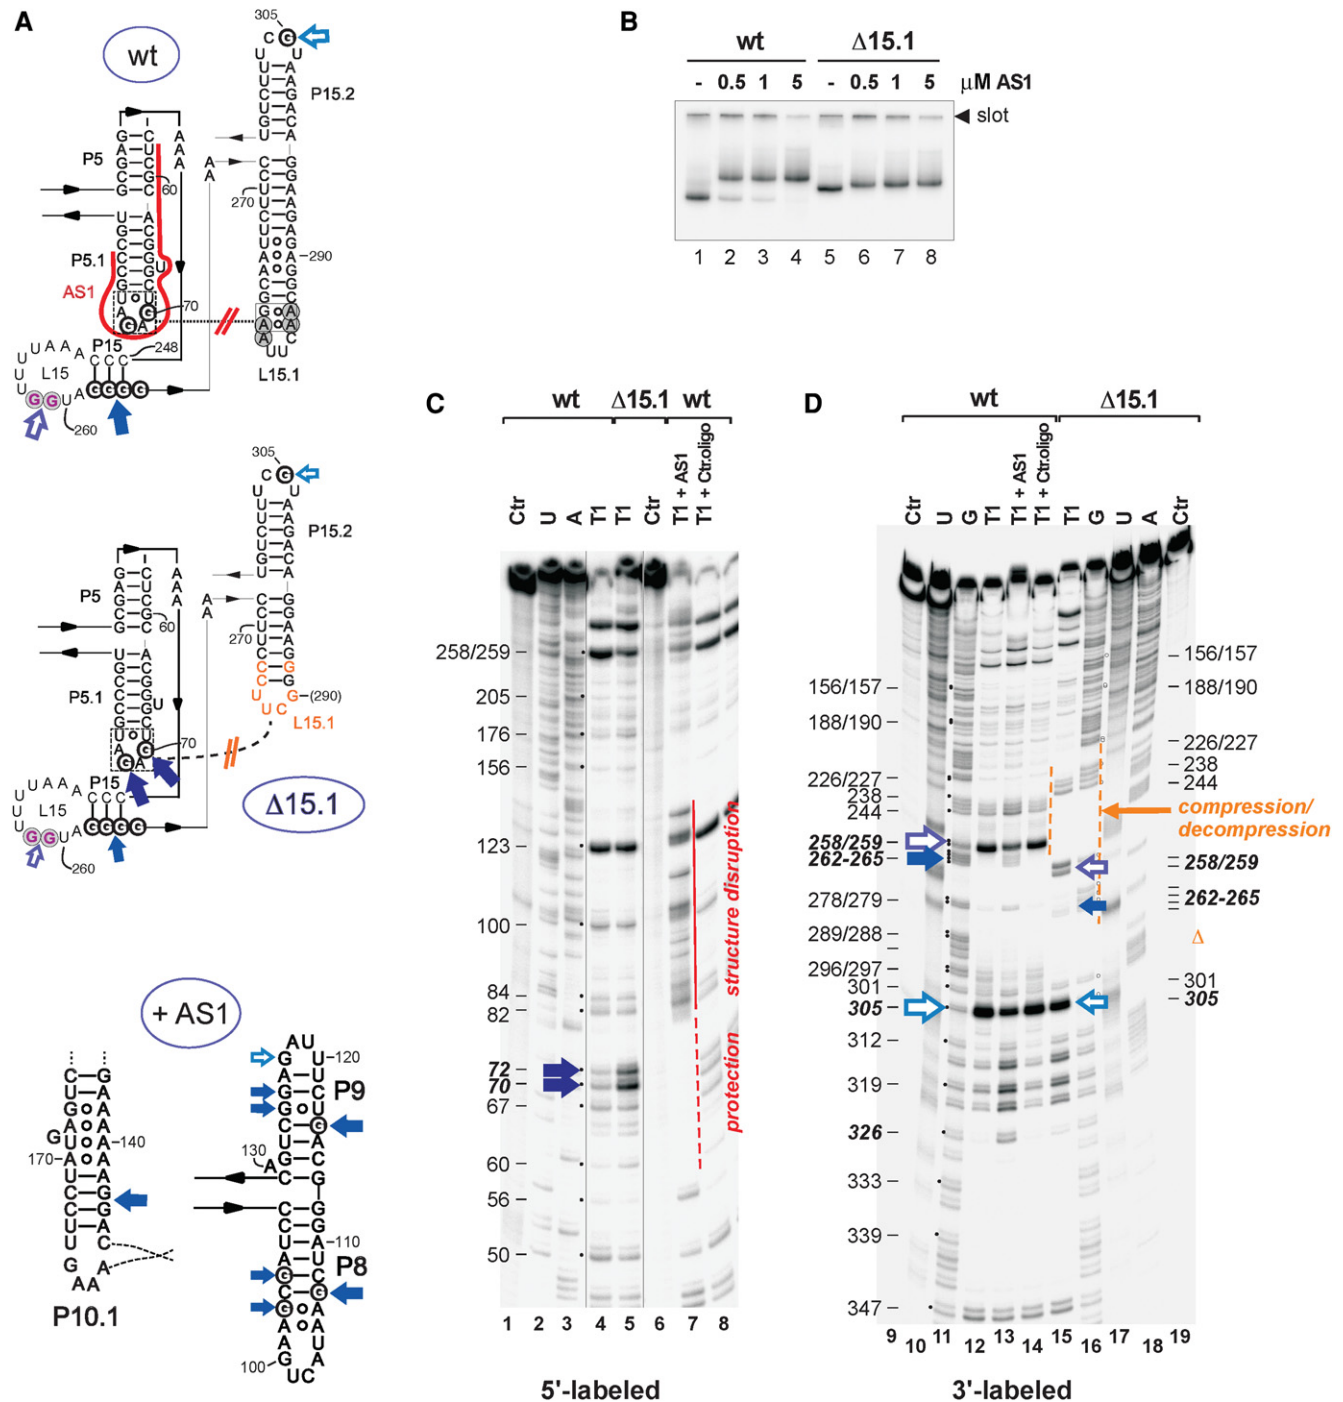 A
wt
305
P15.2
P5
60
270
P5.1
AS1
290
70
P15
248
L15
260
L15.1
305
P15.2
P5
60
270
P5.1
(290)
L15.1
70
P15
L15
260
Δ15.1
+ AS1
120
P9
140
130
170
110
P8
P10.1
100
B
wt Δ15.1
- 0.5 1 5 - 0.5 1 5 μM AS1
slot
1 2 3 4 5 6 7 8
C
wt Δ15.1 wt
Ctr U A T1 T1 Ctr T1 + AS1 T1 + Ctr.oligo
258/259
205
176
156
123
100
84
82
72
70
67
60
56
50
structure disruption
protection
1 2 3 4 5 6 7 8
5'-labeled
D
wt Δ15.1
Ctr U G T1 T1 + AS1 T1 + Ctr.oligo T1 G U A Ctr
156/157
188/190
226/227
238
244
258/259
262-265
278/279
289/288
296/297
301
305
312
319
326
333
339
347
156/157
188/190
226/227
238
244
compression/
decompression
258/259
262-265
Δ
301
305
9 10 11 12 13 14 15 16 17 18 19
3'-labeled